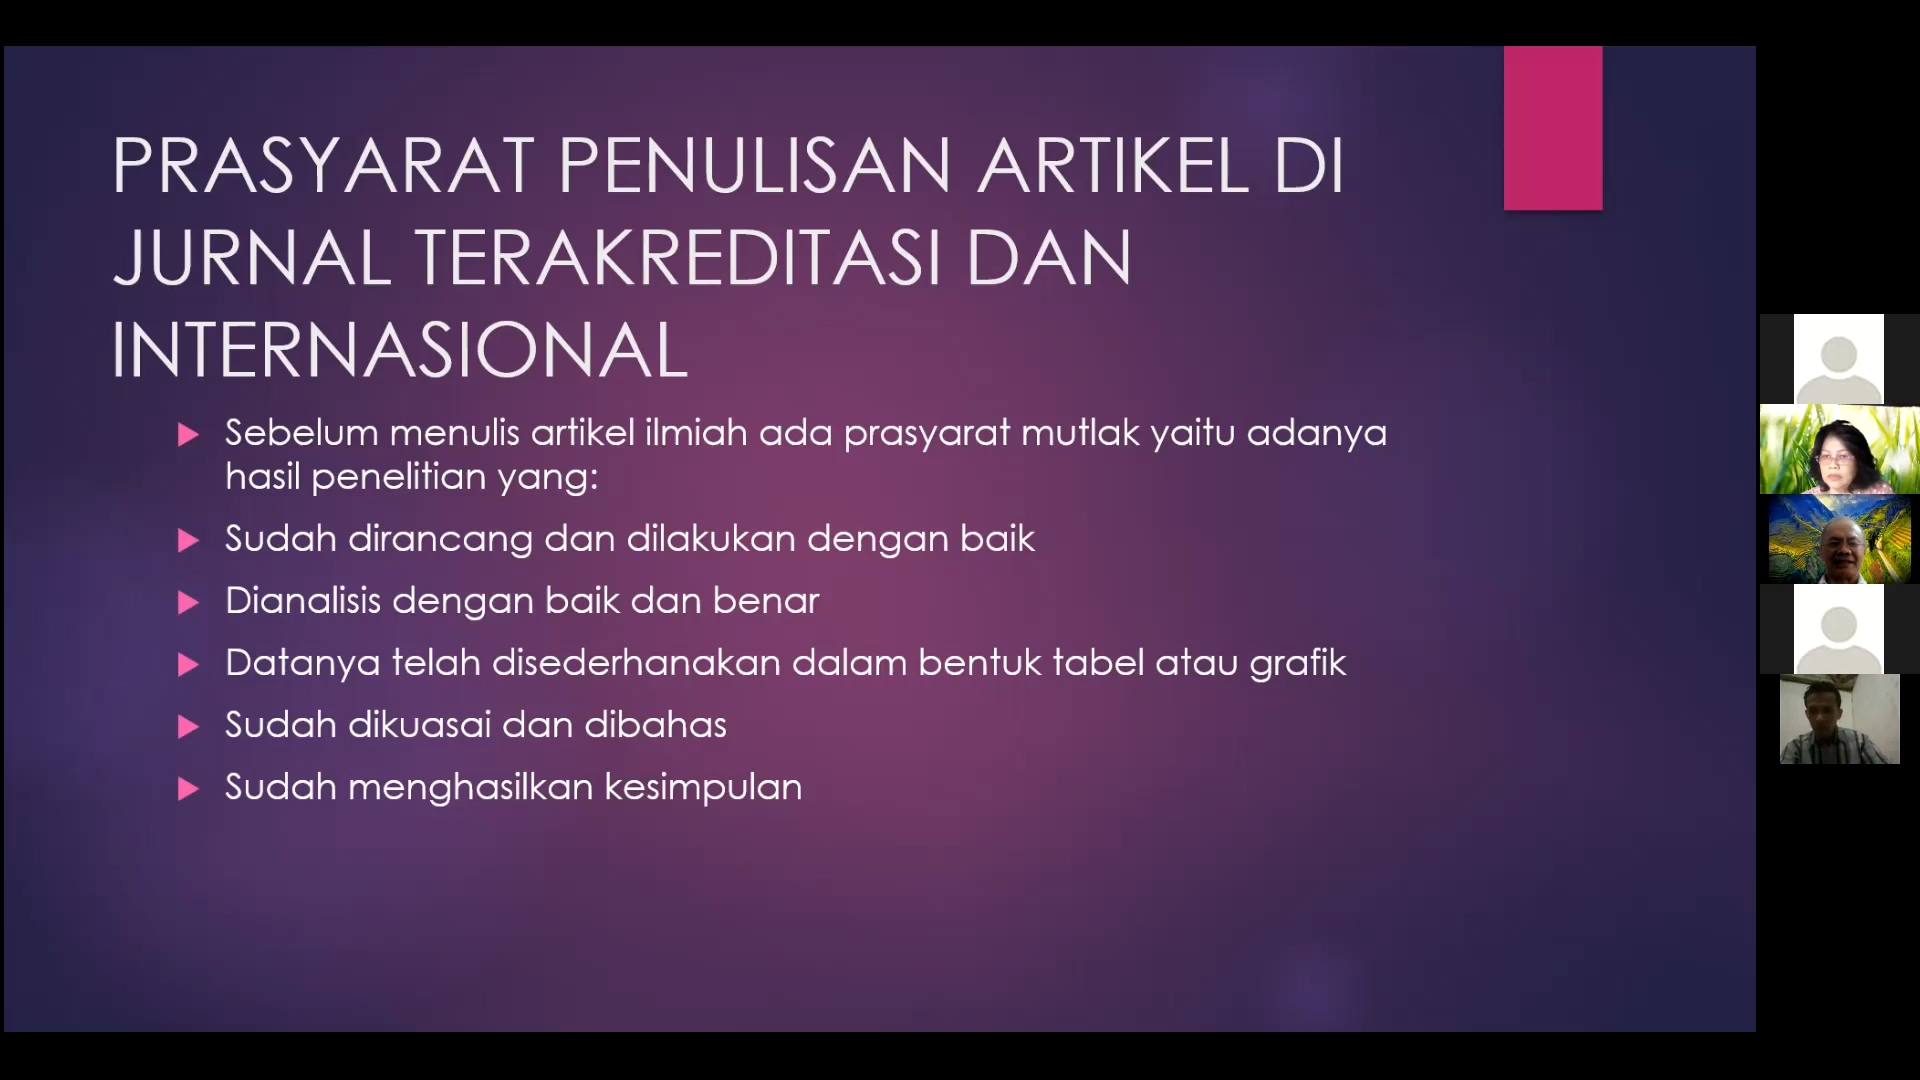 PRASYARAT PENULISAN ARTIKEL DI
JURNAL TERAKREDITASI DAN
INTERNASIONAL
Sebelum menulis artikel ilmiah ada prasyarat mutlak yaitu adanya
hasil penelitian yang:
Sudah dirancang dan dilakukan dengan baik
Dianalisis dengan baik dan benar
Datanya telah disederhanakan dalam bentuk tabel atau grafik
Sudah dikuasai dan dibahas
Sudah menghasilkan kesimpulan